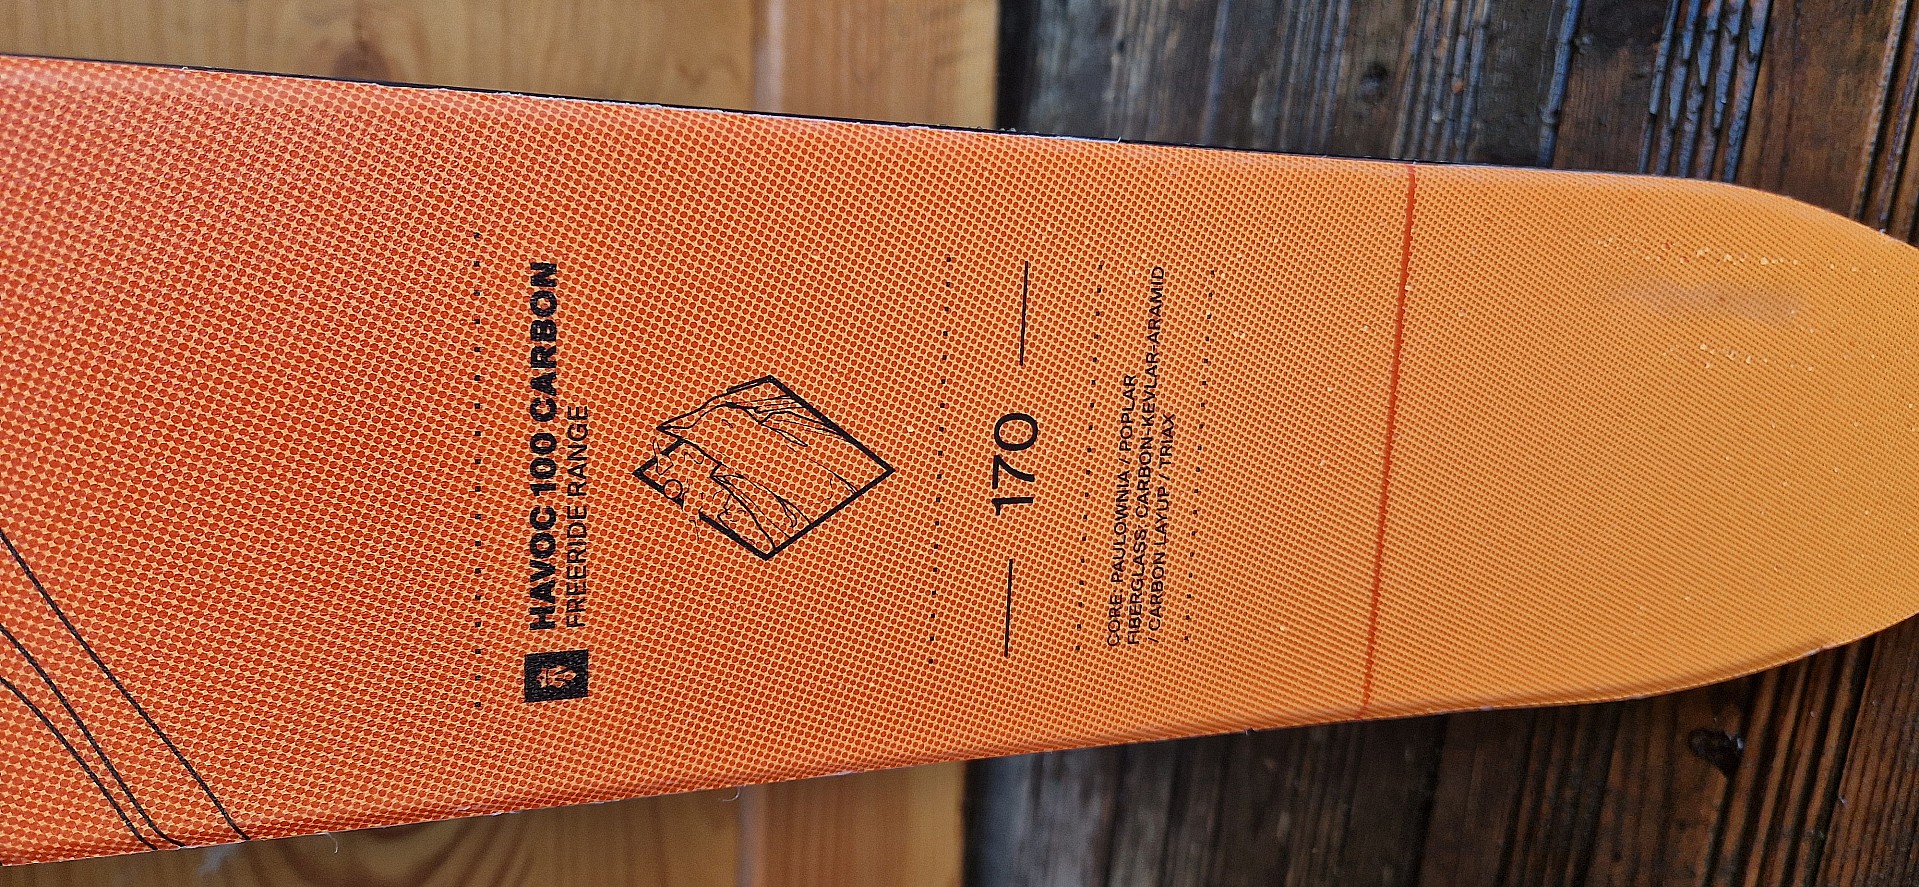 HAVOC 100 CARBON
FREERIDE RANGE
170
CORE PAULOWNIA / POPLAR
FIBERGLASS / CARBON-KEVLAR-ARAMID
/ CARBON LAYUP / TRIAX